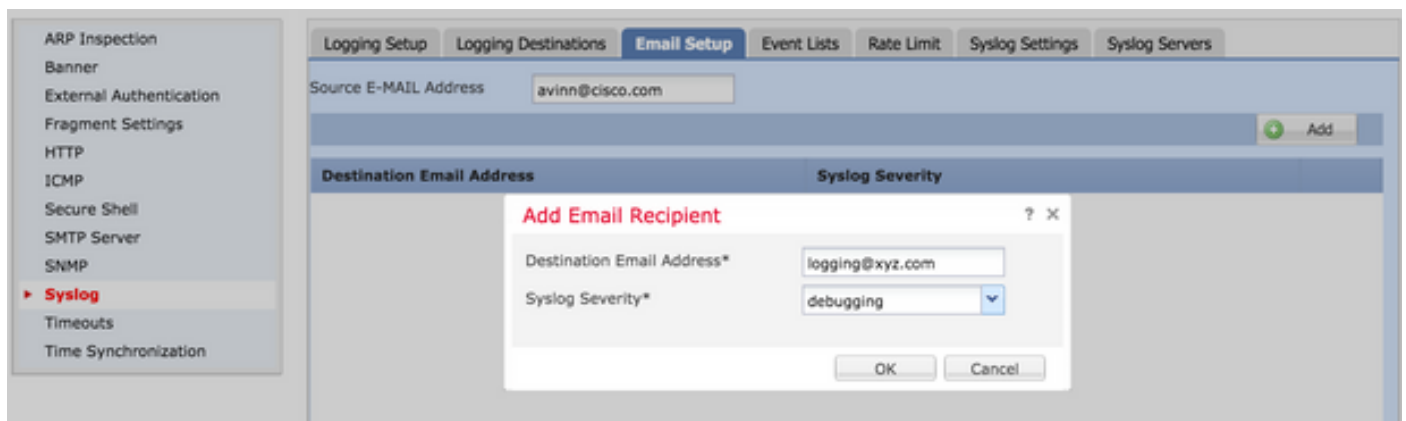 ARP Inspection
Banner
External Authentication
Fragment Settings
HTTP
ICMP
Secure Shell
SMTP Server
SNMP
Syslog
Timeouts
Time Synchronization
Logging Setup Logging Destinations Email Setup Event Lists Rate Limit Syslog Settings Syslog Servers
Source E-MAIL Address avinn@cisco.com
Add
Destination Email Address Syslog Severity
Add Email Recipient ? ×
Destination Email Address* logging@xyz.com
Syslog Severity* debugging
OK Cancel